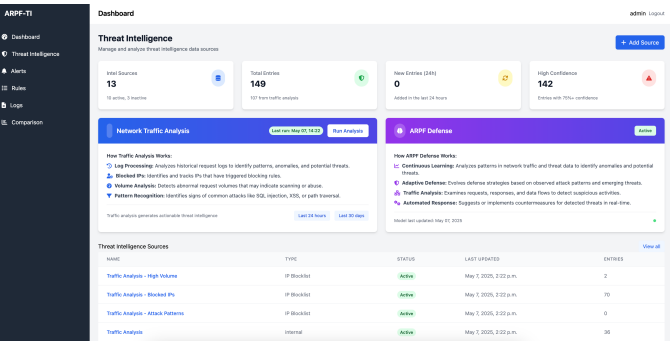 ARPF-TI
Dashboard
admin Logout
Dashboard
Threat Intelligence
Alerts
Rules
Logs
Comparison
Threat Intelligence
Manage and analyze threat intelligence data sources
+ Add Source
Intel Sources
13
10 active, 3 inactive
Total Entries
149
107 from traffic analysis
New Entries (24h)
0
Added in the last 24 hours
High Confidence
142
Entries with 75%+ confidence
Network Traffic Analysis
Last run: May 07, 14:22
Run Analysis
How Traffic Analysis Works:
Log Processing: Analyzes historical request logs to identify patterns, anomalies, and potential threats.
Blocked IPs: Identifies and tracks IPs that have triggered blocking rules.
Volume Analysis: Detects abnormal request volumes that may indicate scanning or abuse.
Pattern Recognition: Identifies signs of common attacks like SQL injection, XSS, or path traversal.
Traffic analysis generates actionable threat intelligence
Last 24 hours
Last 30 days
ARPF Defense
Active
How ARPF Defense Works:
Continuous Learning: Analyzes patterns in network traffic and threat data to identify anomalies and potential
threats.
Adaptive Defense: Evolves defense strategies based on observed attack patterns and emerging threats.
Traffic Analysis: Examines requests, responses, and data flows to detect suspicious activities.
Automated Response: Suggests or implements countermeasures for detected threats in real-time.
Model last updated: May 07, 2025
Threat Intelligence Sources
View all
NAME TYPE STATUS LAST UPDATED ENTRIES
Traffic Analysis - High Volume IP Blocklist Active May 7, 2025, 2:22 p.m. 2
Traffic Analysis - Blocked IPs IP Blocklist Active May 7, 2025, 2:22 p.m. 70
Traffic Analysis - Attack Patterns IP Blocklist Active May 7, 2025, 2:22 p.m. 0
Traffic Analysis Internal Active May 7, 2025, 2:22 p.m. 36